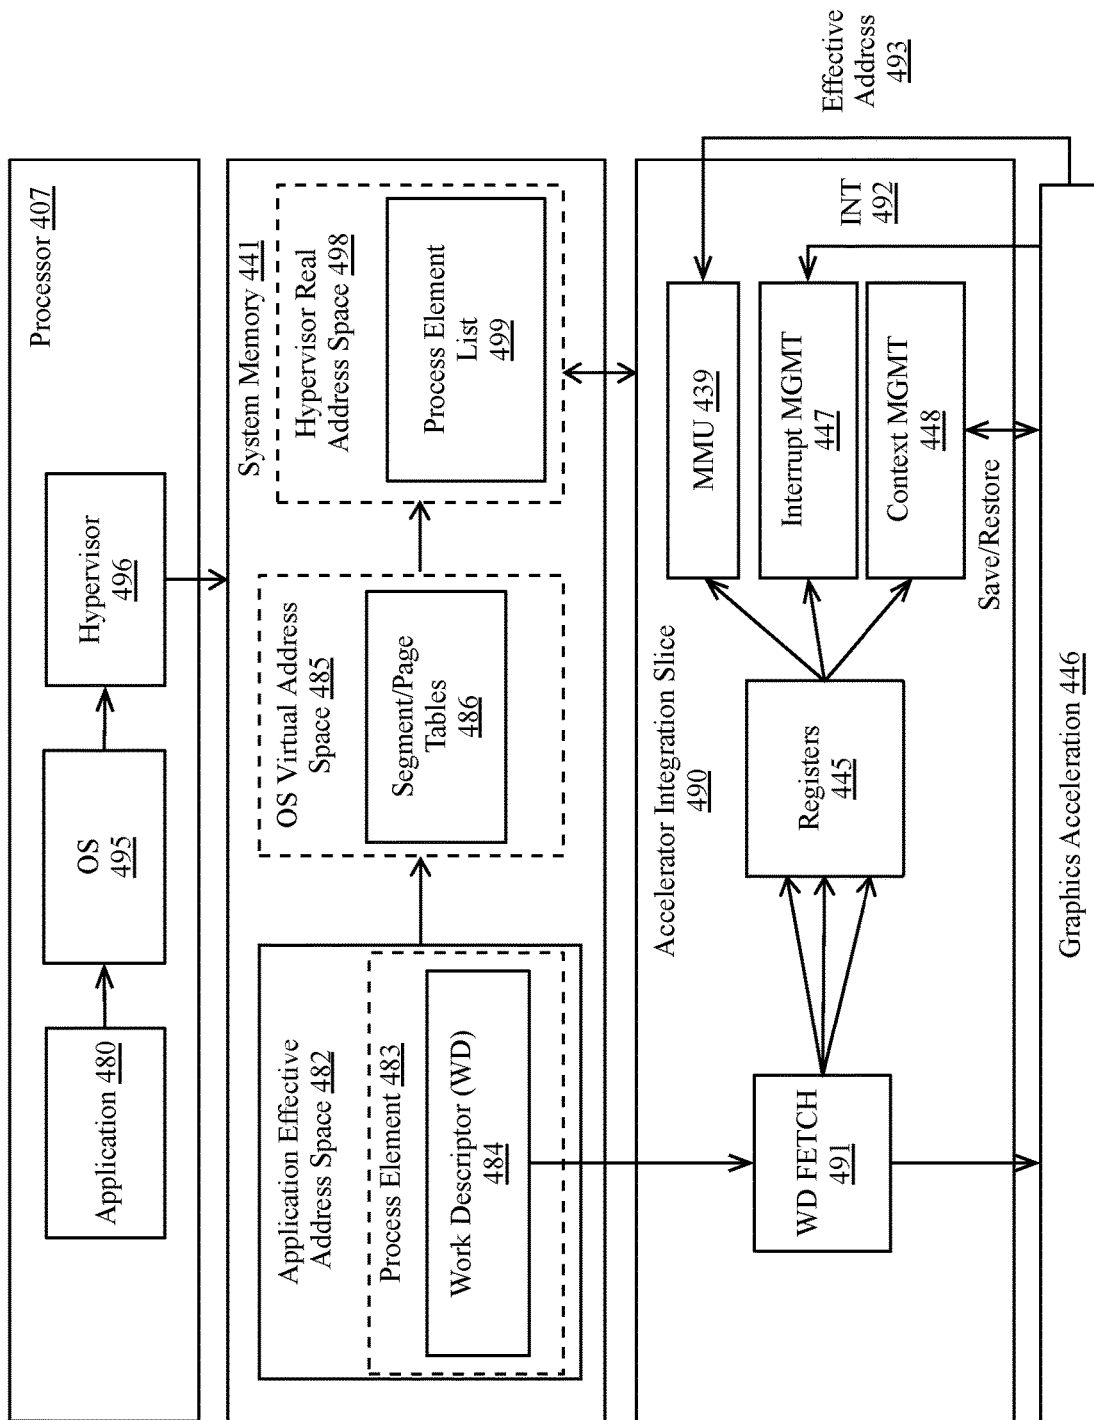 Processor 407
Application 480
OS
495
Hypervisor
496
System Memory 441
Application Effective
Address Space 482
Process Element 483
Work Descriptor (WD)
484
OS Virtual Address
Space 485
Segment/Page
Tables
486
Hypervisor Real
Address Space 498
Process Element
List
499
Accelerator Integration Slice
490
WD FETCH
491
Registers
445
MMU 439
Interrupt MGMT
447
Context MGMT
448
Save/Restore
INT
492
Effective
Address
493
Graphics Acceleration 446